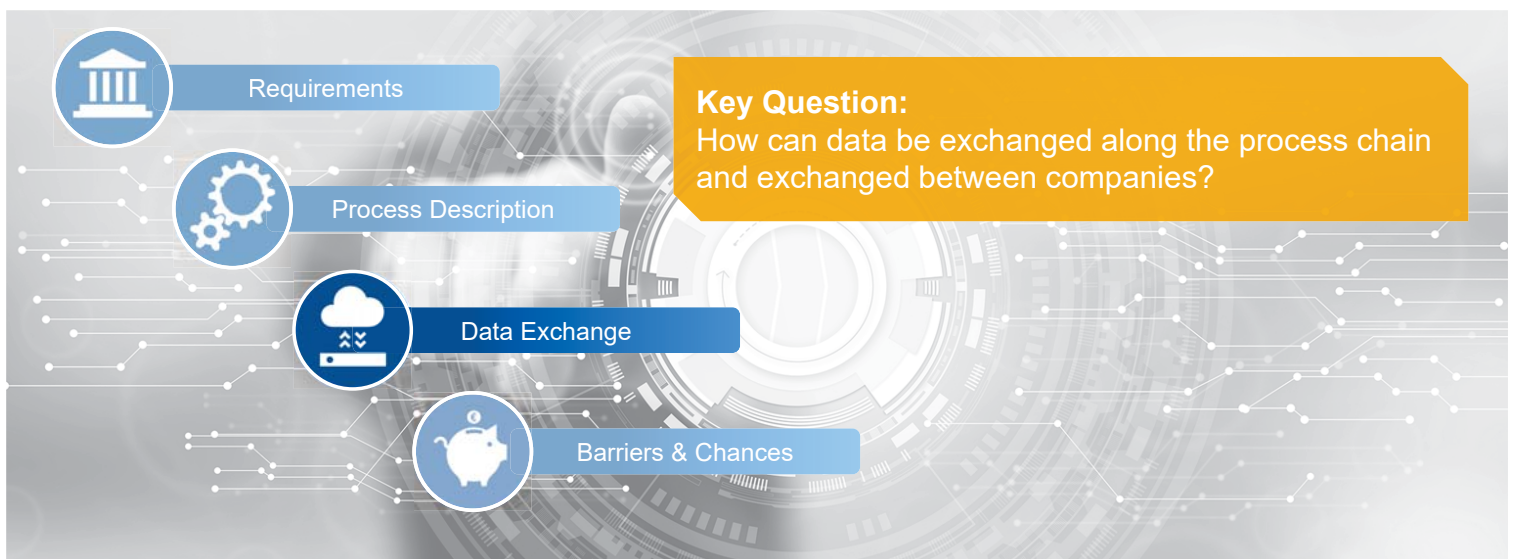 Requirements
Key Question:
How can data be exchanged along the process chain
and exchanged between companies?
Process Description
Data Exchange
Barriers & Chances